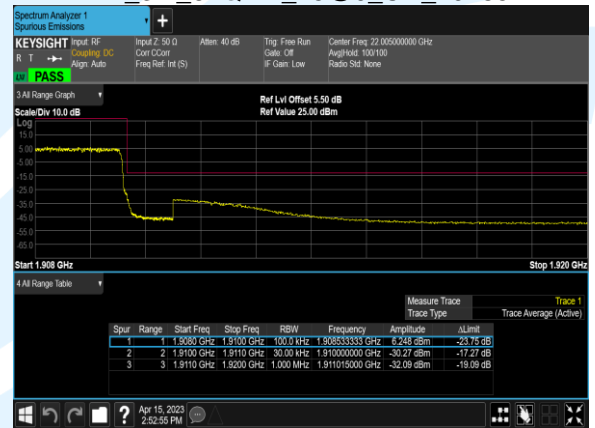 Spectrum Analyzer 1
Spurious Emissions
+
KEYSIGHT Input: RF
R T Coupling: DC
Align: Auto
LV PASS
Input Z: 50 Ω
Corr CCorr
Freq Ref: Int (S)
Atten: 40 dB
Trig: Free Run
Gate: Off
IF Gain: Low
Center Freq: 22.005000000 GHz
Avg|Hold: 100/100
Radio Std: None
3 All Range Graph
Scale/Div 10.0 dB
Ref Lvl Offset 5.50 dB
Ref Value 25.00 dBm
Log
15.0
5.00
-5.00
-15.0
-25.0
-35.0
-45.0
-55.0
-65.0
Start 1.908 GHz Stop 1.920 GHz
4 All Range Table
Measure Trace Trace 1
Trace Type Trace Average (Active)
Spur Range Start Freq Stop Freq RBW Frequency Amplitude ΔLimit
1 1 1.9080 GHz 1.9100 GHz 100.0 kHz 1.908533333 GHz 6.248 dBm -23.75 dB
2 2 1.9100 GHz 1.9110 GHz 30.00 kHz 1.910000000 GHz -30.27 dBm -17.27 dB
3 3 1.9110 GHz 1.9200 GHz 1.000 MHz 1.911015000 GHz -32.09 dBm -19.09 dB
?
Apr 15, 2023
2:52:55 PM